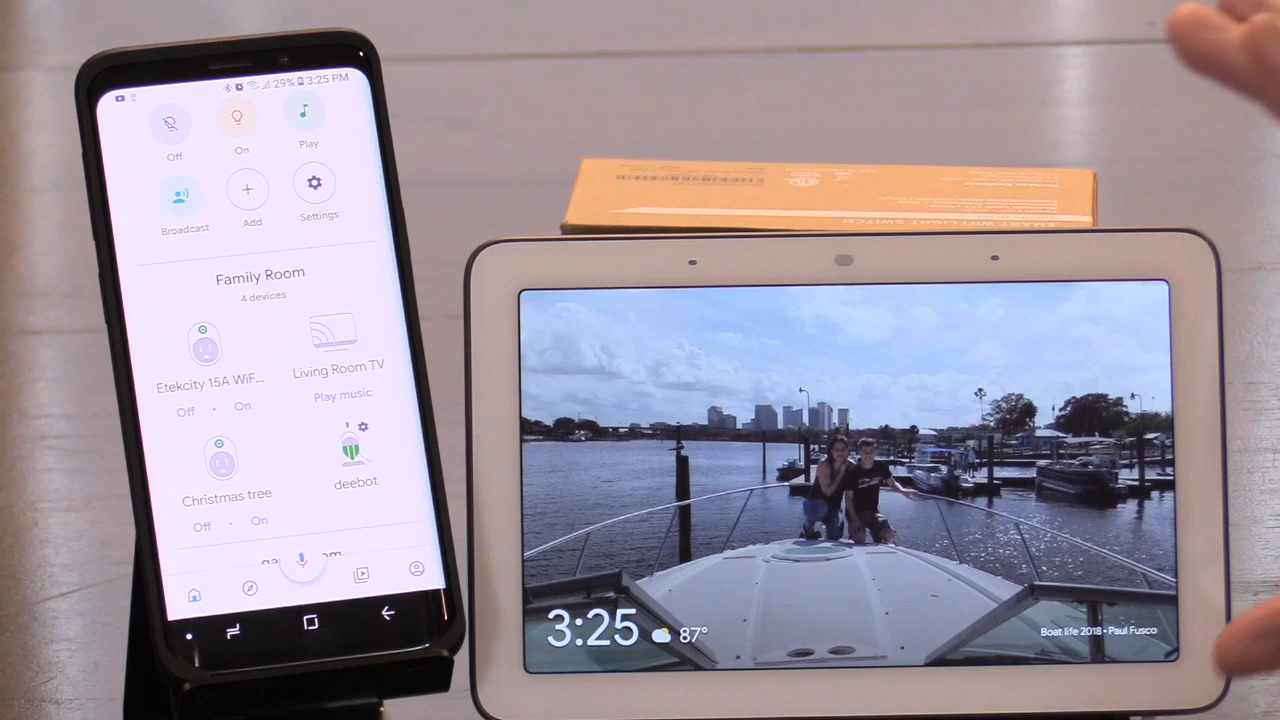 29% 3:25 PM
Off
On
Play
Broadcast
Add
Settings
Family Room
4 devices
Etekcity 15A WiF...
Off - On
Living Room TV
Play music
Christmas tree
Off - On
deebot
SMART WIFI LIGHT SWITCH
3:25 87°
Boat life 2018 • Paul Fusco